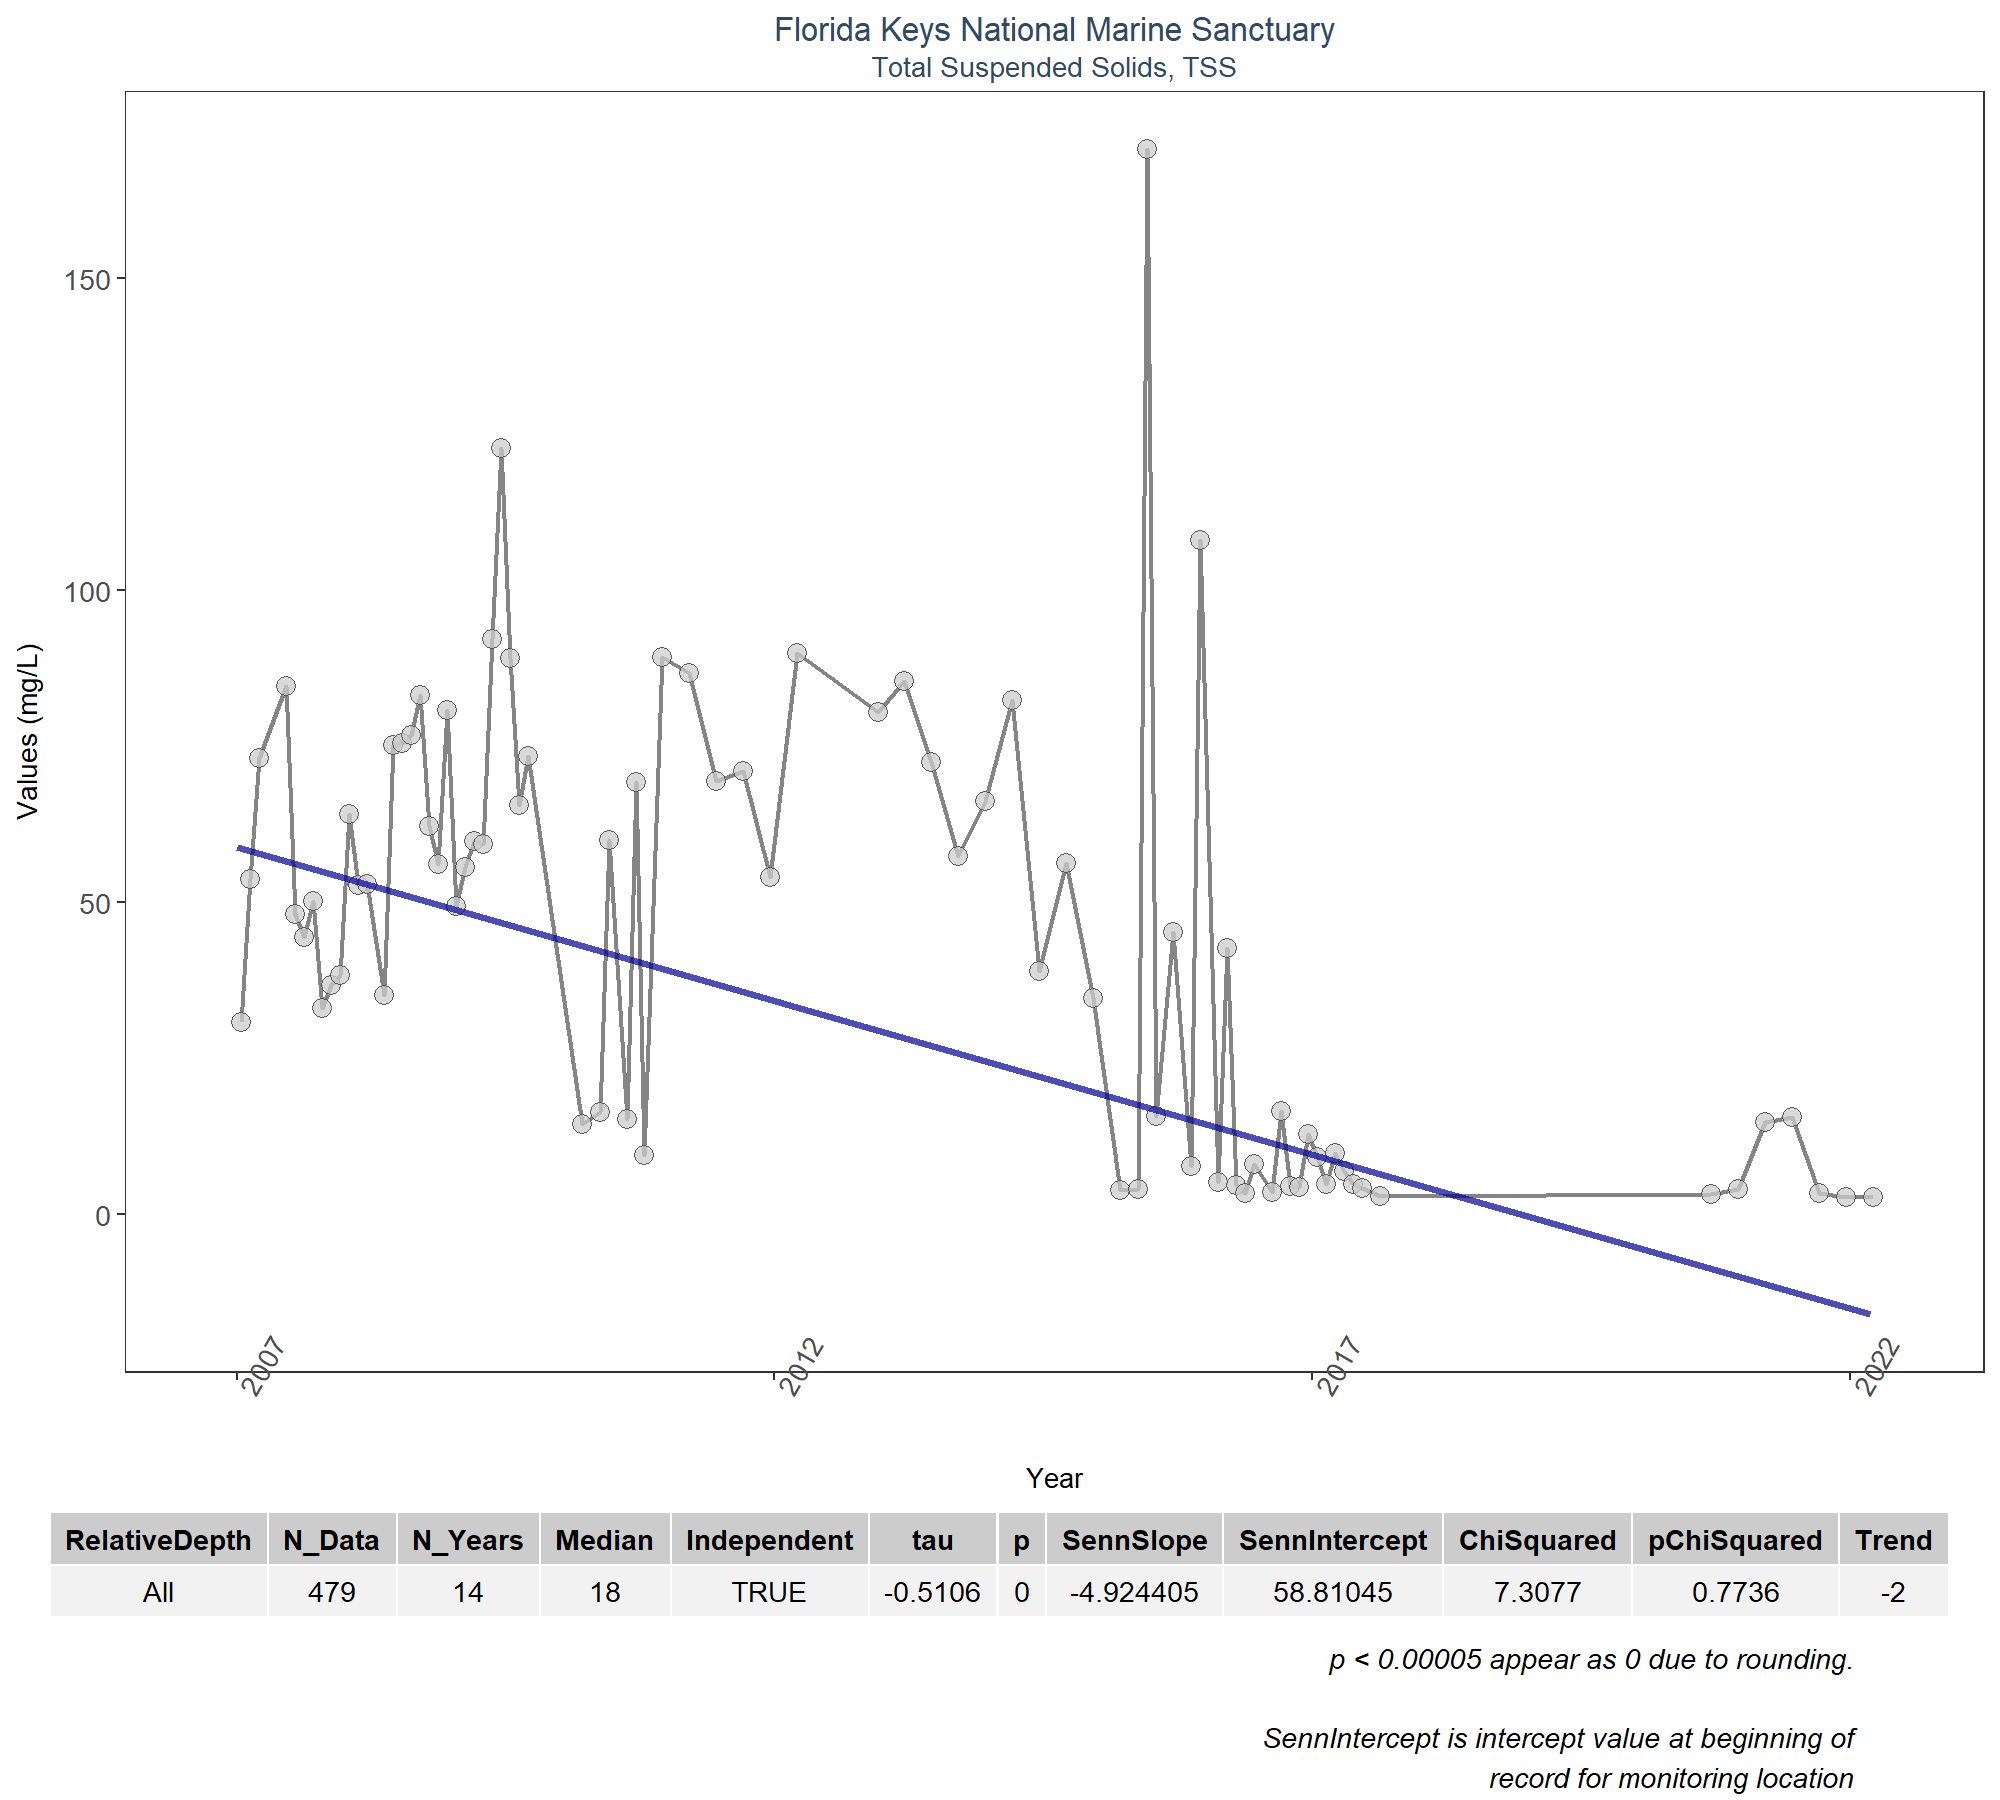 Florida Keys National Marine Sanctuary
Total Suspended Solids, TSS
Values (mg/L)
150
100
50
0
2007
2012
2017
2022
Year
RelativeDepth N_Data N_Years Median Independent tau p SennSlope SennIntercept ChiSquared pChiSquared Trend
All 479 14 18 TRUE -0.5106 0 -4.924405 58.81045 7.3077 0.7736 -2
p < 0.00005 appear as 0 due to rounding.
SennIntercept is intercept value at beginning of
record for monitoring location